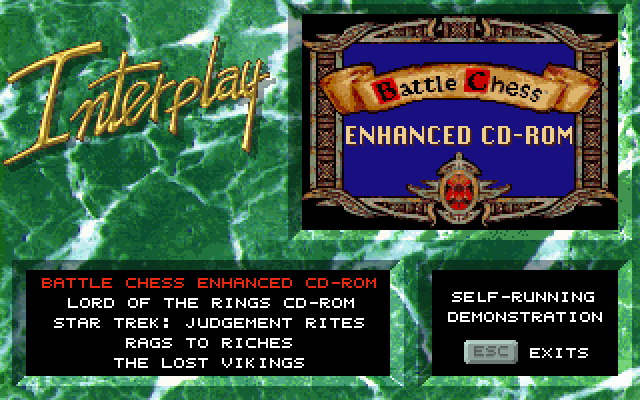 Interplay
Battle Chess
ENHANCED CD-ROM
BATTLE CHESS ENHANCED CD-ROM
LORD OF THE RINGS CD-ROM
STAR TREK: JUDGEMENT RITES
RAGS TO RICHES
THE LOST VIKINGS
SELF-RUNNING
DEMONSTRATION
ESC EXITS